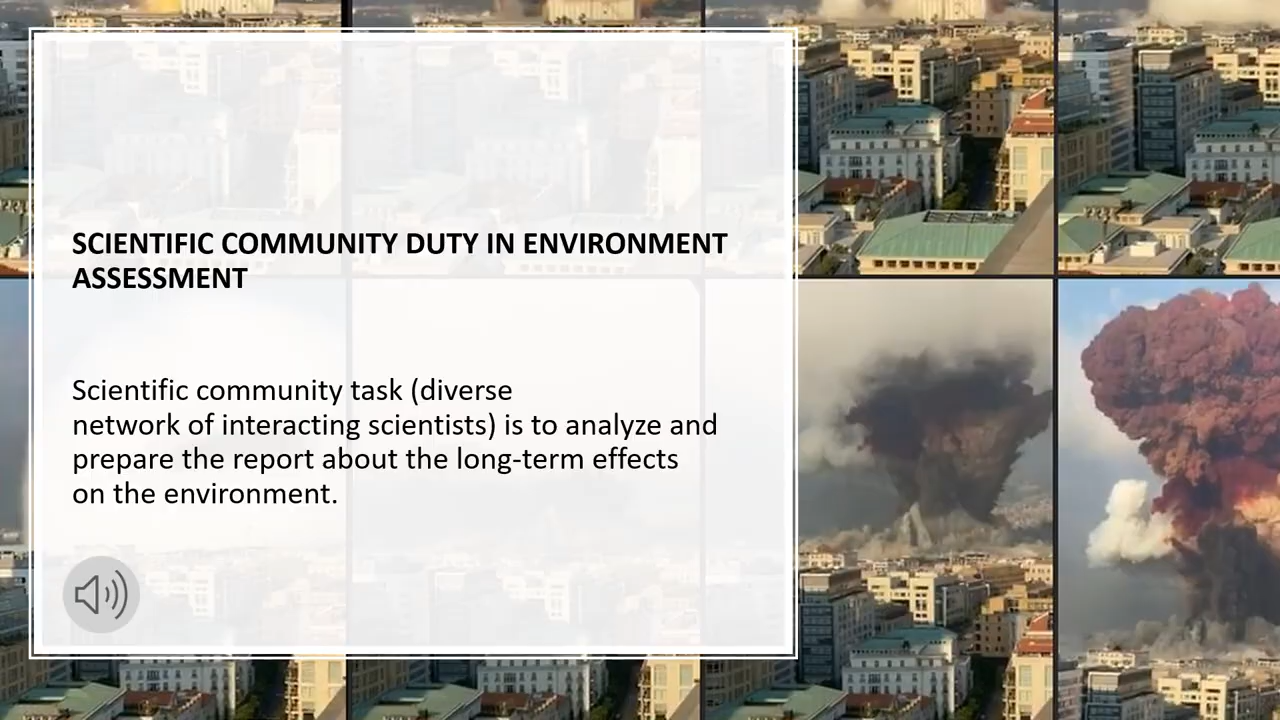 SCIENTIFIC COMMUNITY DUTY IN ENVIRONMENT
ASSESSMENT
Scientific community task (diverse
network of interacting scientists) is to analyze and
prepare the report about the long-term effects
on the environment.